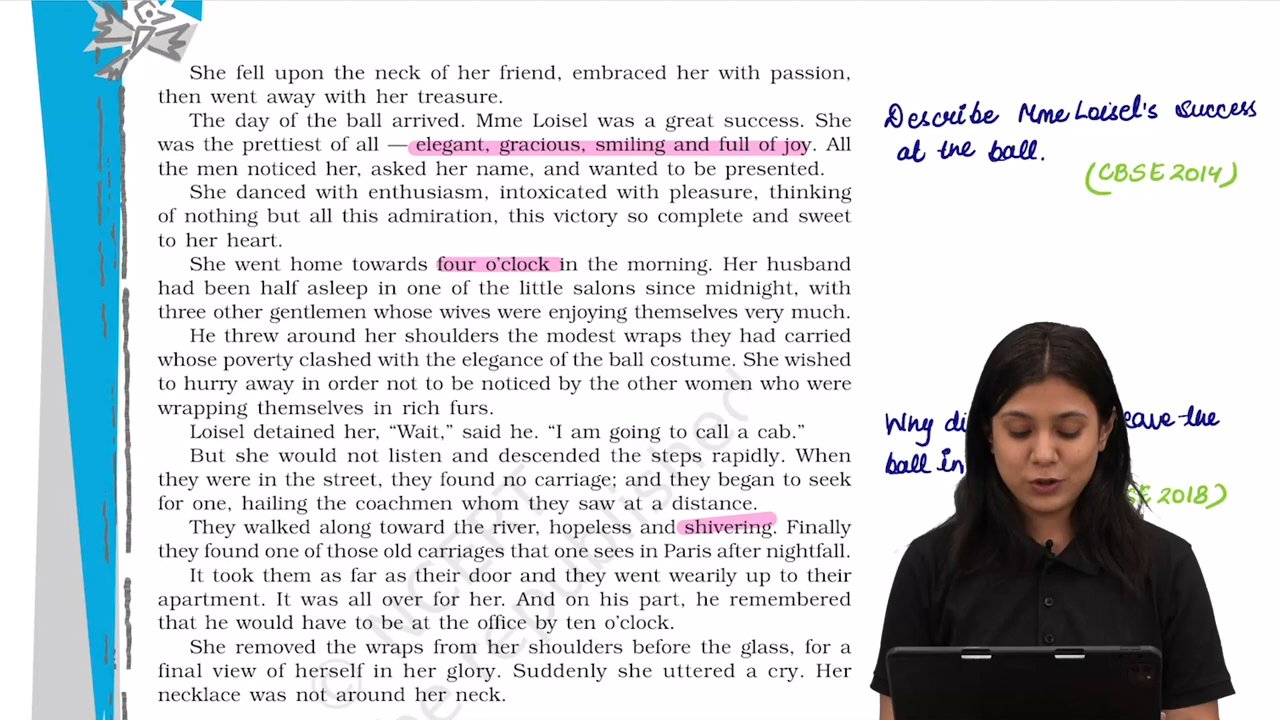 She fell upon the neck of her friend, embraced her with passion,
then went away with her treasure.
The day of the ball arrived. Mme Loisel was a great success. She
was the prettiest of all — elegant, gracious, smiling and full of joy. All
the men noticed her, asked her name, and wanted to be presented.
She danced with enthusiasm, intoxicated with pleasure, thinking
of nothing but all this admiration, this victory so complete and sweet
to her heart.
She went home towards four o'clock in the morning. Her husband
had been half asleep in one of the little salons since midnight, with
three other gentlemen whose wives were enjoying themselves very much.
He threw around her shoulders the modest wraps they had carried
whose poverty clashed with the elegance of the ball costume. She wished
to hurry away in order not to be noticed by the other women who were
wrapping themselves in rich furs.
Loisel detained her, “Wait,” said he. “I am going to call a cab.”
But she would not listen and descended the steps rapidly. When
they were in the street, they found no carriage; and they began to seek
for one, hailing the coachmen whom they saw at a distance.
They walked along toward the river, hopeless and shivering. Finally
they found one of those old carriages that one sees in Paris after nightfall.
It took them as far as their door and they went wearily up to their
apartment. It was all over for her. And on his part, he remembered
that he would have to be at the office by ten o'clock.
She removed the wraps from her shoulders before the glass, for a
final view of herself in her glory. Suddenly she uttered a cry. Her
necklace was not around her neck.
© NCERT
be republished
Describe Mme Loisel's success
at the ball.
(CBSE 2014)
Why the
ball in
2018)